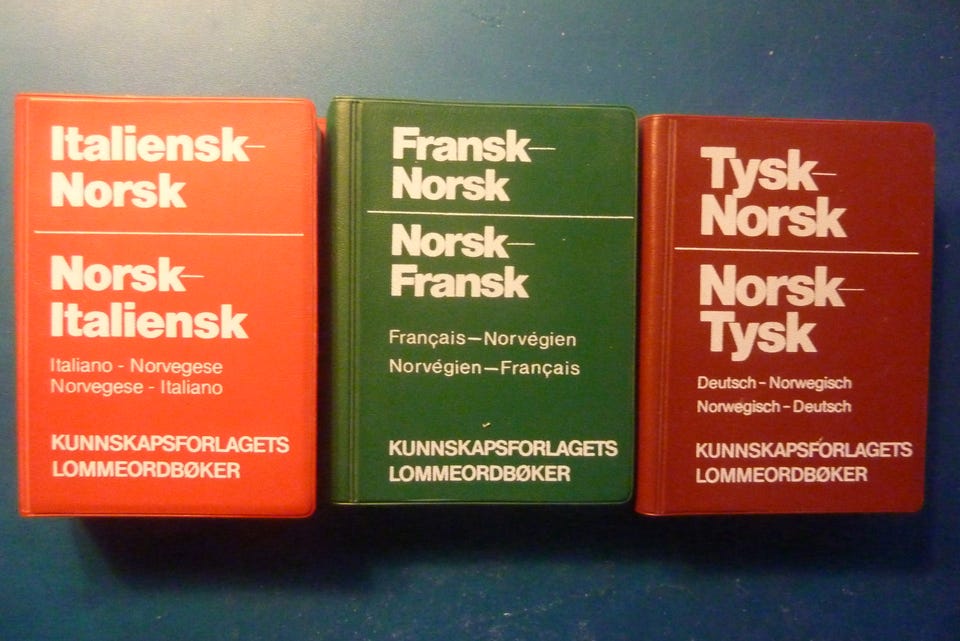 Italiensk–
Norsk
Norsk–
Italiensk
Italiano - Norvegese
Norvegese - Italiano
KUNNSKAPSFORLAGETS
LOMMEORDBØKER
Fransk–
Norsk
Norsk–
Fransk
Français–Norvégien
Norvégien–Français
KUNNSKAPSFORLAGETS
LOMMEORDBØKER
Tysk–
Norsk
Norsk–
Tysk
Deutsch – Norwegisch
Norwegisch – Deutsch
KUNNSKAPSFORLAGETS
LOMMEORDBØKER